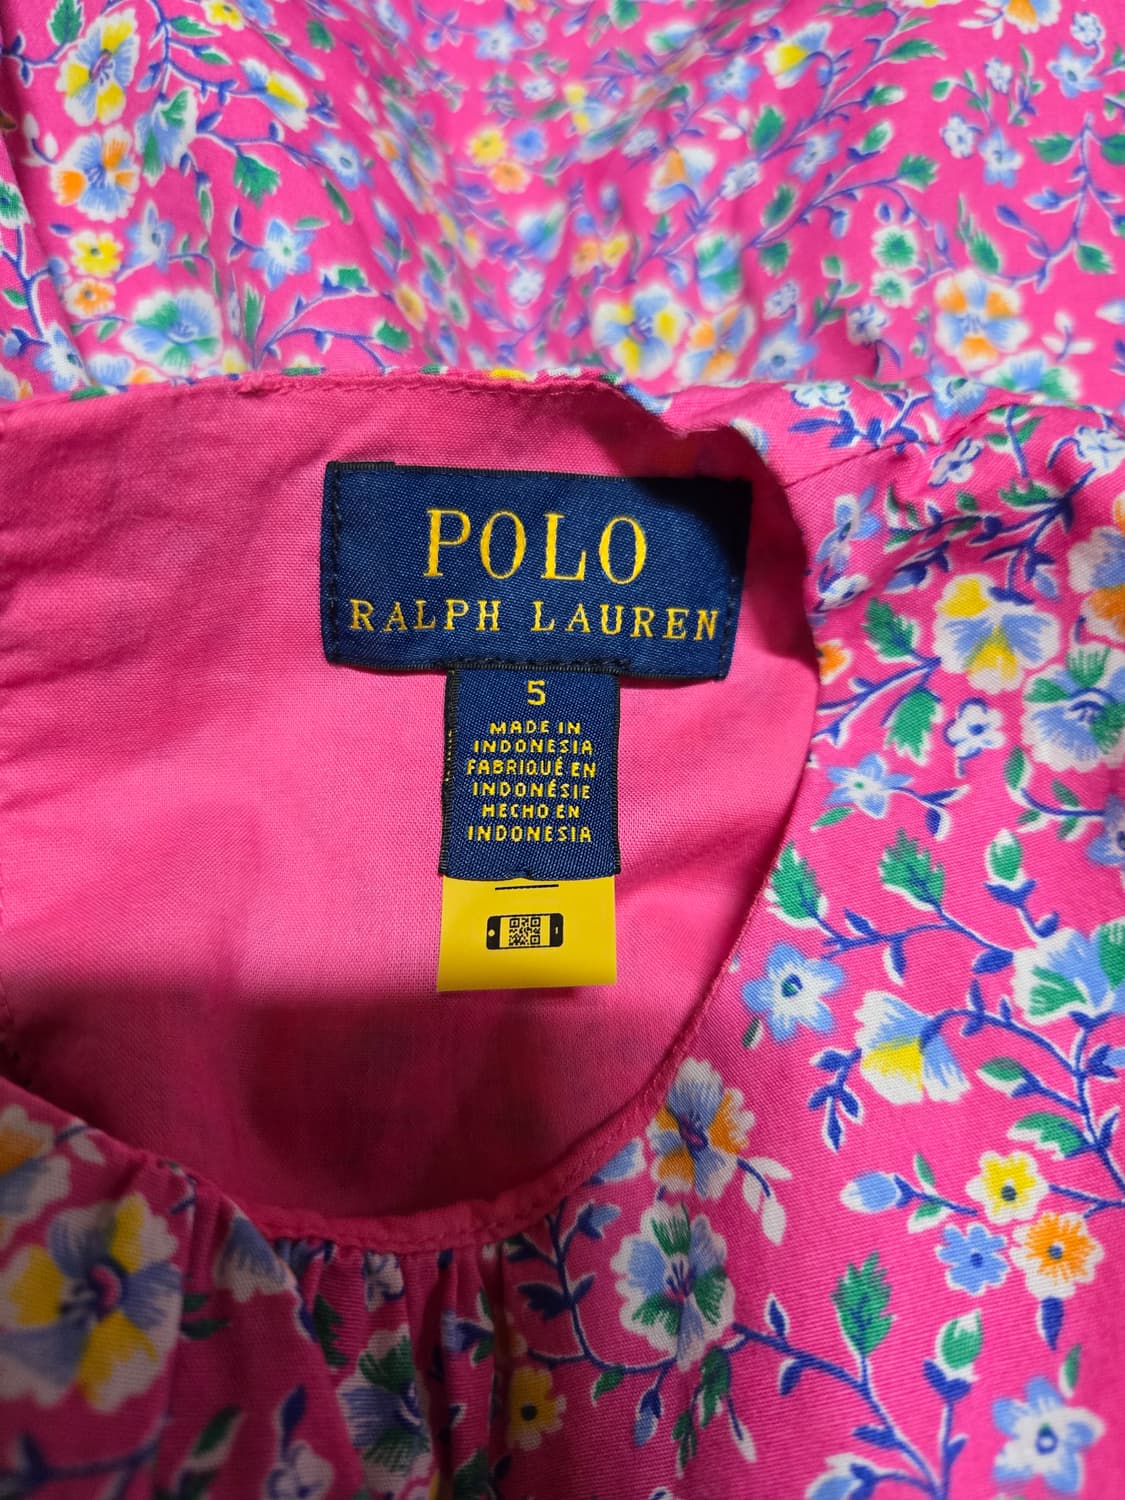 POLO
RALPH LAUREN
5
MADE IN
INDONESIA
FABRIQUÉ EN
INDONÉSIE
HECHO EN
INDONESIA